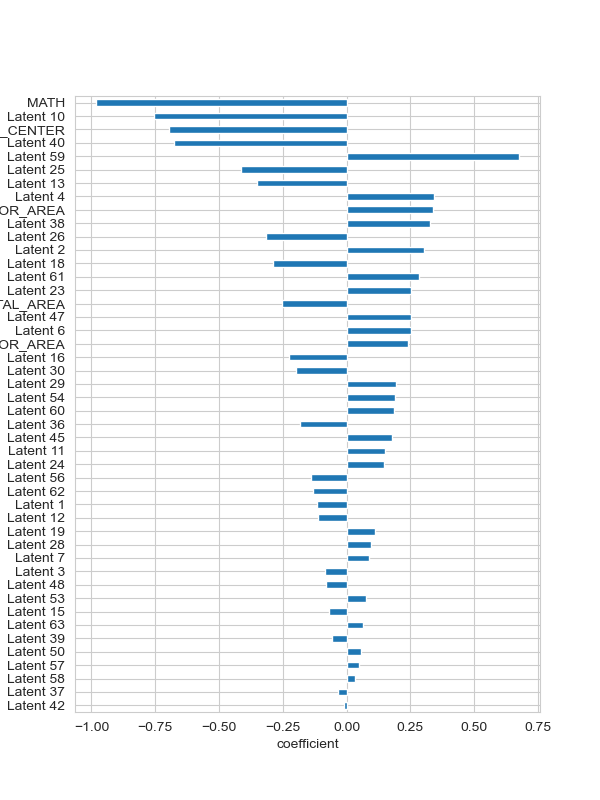 MATH
Latent 10
_CENTER
Latent 40
Latent 59
Latent 25
Latent 13
Latent 4
OR_AREA
Latent 38
Latent 26
Latent 2
Latent 18
Latent 61
Latent 23
TAL_AREA
Latent 47
Latent 6
OR_AREA
Latent 16
Latent 30
Latent 29
Latent 54
Latent 60
Latent 36
Latent 45
Latent 11
Latent 24
Latent 56
Latent 62
Latent 1
Latent 12
Latent 19
Latent 28
Latent 7
Latent 3
Latent 48
Latent 53
Latent 15
Latent 63
Latent 39
Latent 50
Latent 57
Latent 58
Latent 37
Latent 42
−1.00 −0.75 −0.50 −0.25 0.00 0.25 0.50 0.75
coefficient